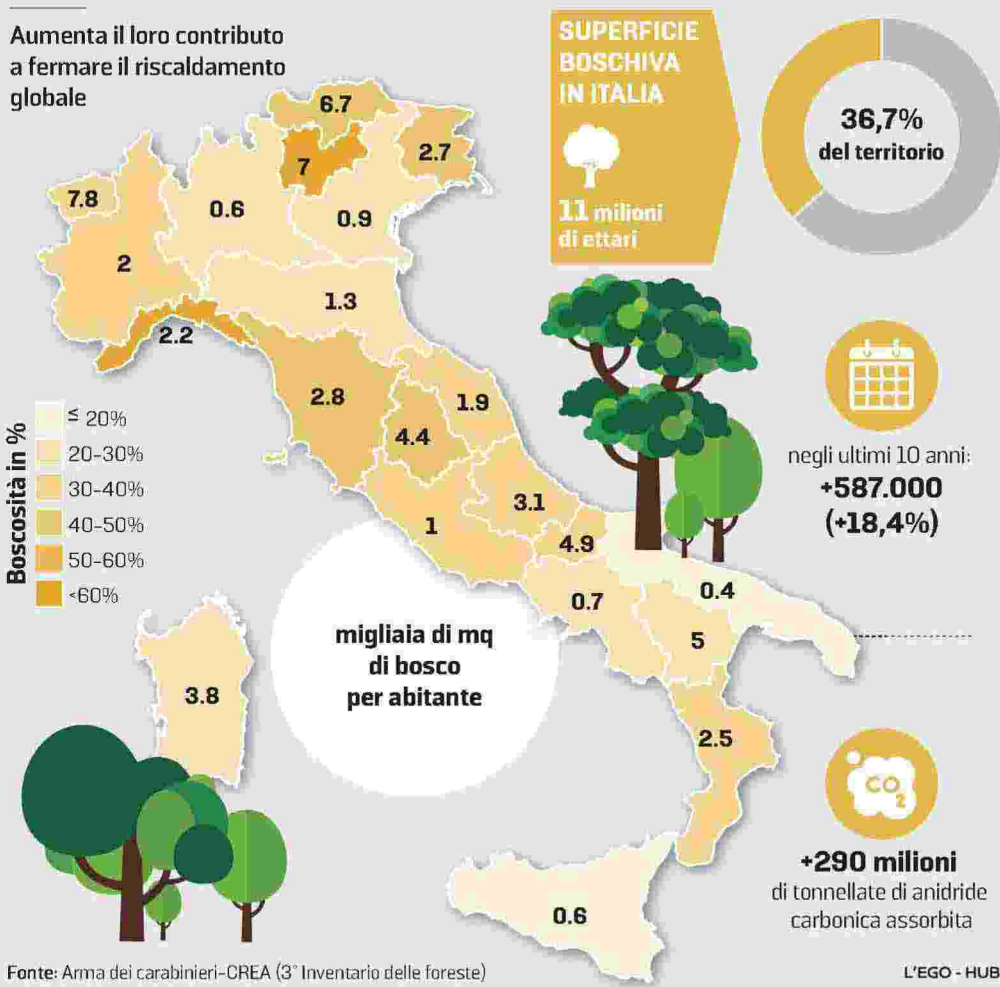 Aumenta il loro contributo
a fermare il riscaldamento
globale
SUPERFICIE
BOSCHIVA
IN ITALIA
11 milioni
di ettari
36,7%
del territorio
6.7
7
2.7
7.8
0.6
0.9
2
1.3
2.2
2.8
1.9
4.4
3.1
1
4.9
0.4
0.7
5
3.8
2.5
0.6
Boscosità in %
≤ 20%
20-30%
30-40%
40-50%
50-60%
<60%
migliaia di mq
di bosco
per abitante
negli ultimi 10 anni:
+587.000
(+18,4%)
CO2
+290 milioni
di tonnellate di anidride
carbonica assorbita
Fonte: Arma dei carabinieri-CREA (3° Inventario delle foreste)
L'EGO - HUB